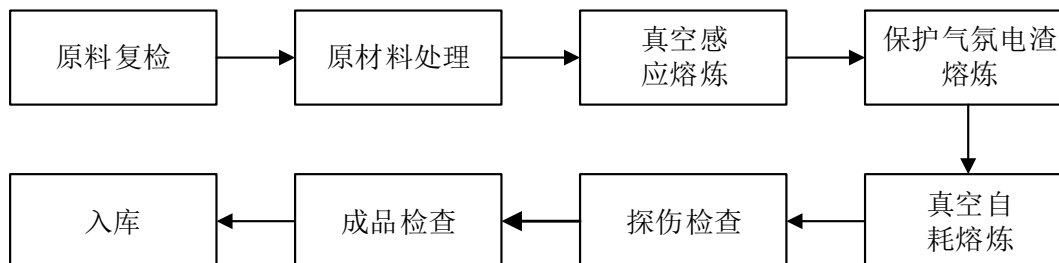 原料复检
原材料处理
真空感
应熔炼
保护气氛电渣
熔炼
入库
成品检查
探伤检查
真空自
耗熔炼